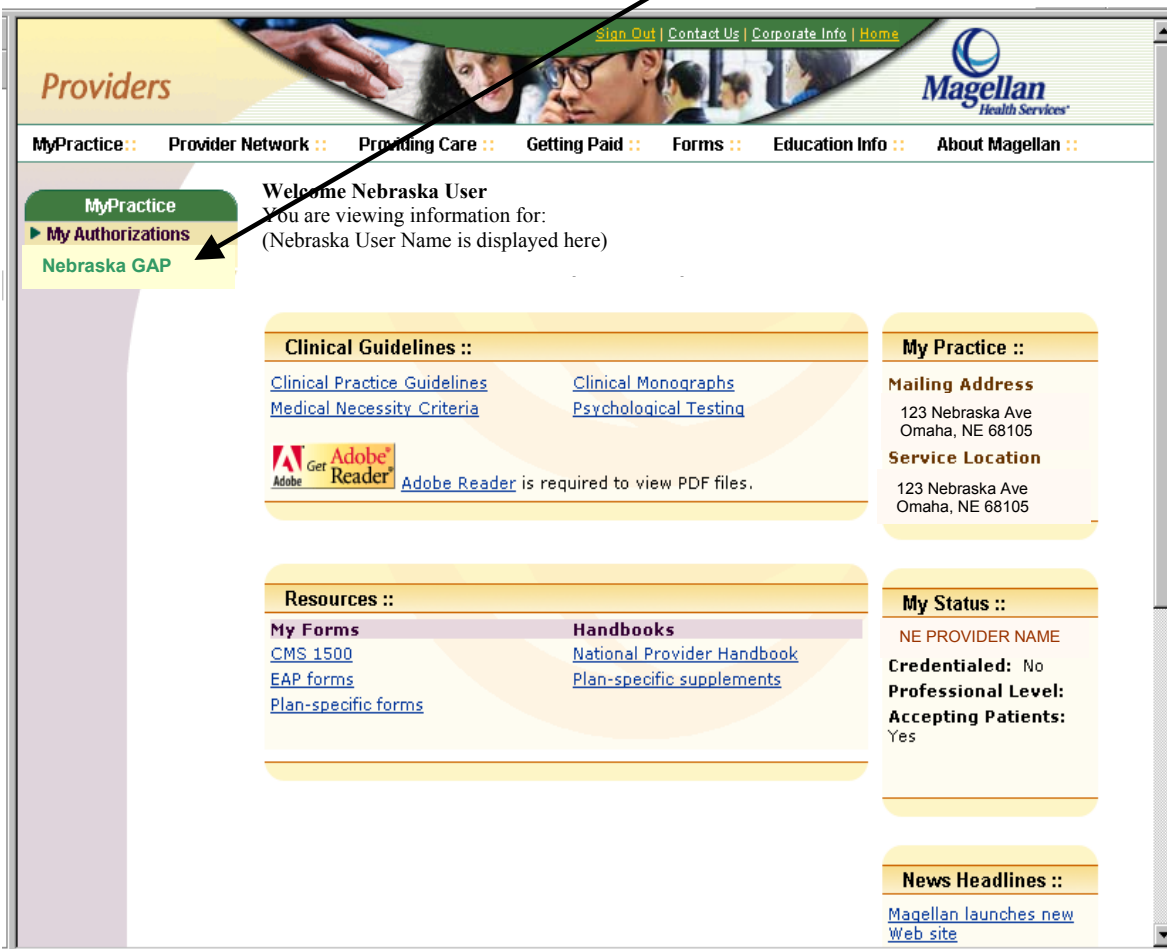 Sign Out | Contact Us | Corporate Info | Home
Providers
Magellan
Health Services®
MyPractice:: Provider Network :: Providing Care :: Getting Paid :: Forms :: Education Info :: About Magellan ::
MyPractice
My Authorizations
Nebraska GAP
Welcome Nebraska User
You are viewing information for:
(Nebraska User Name is displayed here)
Clinical Guidelines ::
Clinical Practice Guidelines Clinical Monographs
Medical Necessity Criteria Psychological Testing
Adobe Get Adobe® Reader® Adobe Reader is required to view PDF files.
Resources ::
My Forms Handbooks
CMS 1500 National Provider Handbook
EAP forms Plan-specific supplements
Plan-specific forms
My Practice ::
Mailing Address
123 Nebraska Ave
Omaha, NE 68105
Service Location
123 Nebraska Ave
Omaha, NE 68105
My Status ::
NE PROVIDER NAME
Credentialed: No
Professional Level:
Accepting Patients:
Yes
News Headlines ::
Magellan launches new
Web site